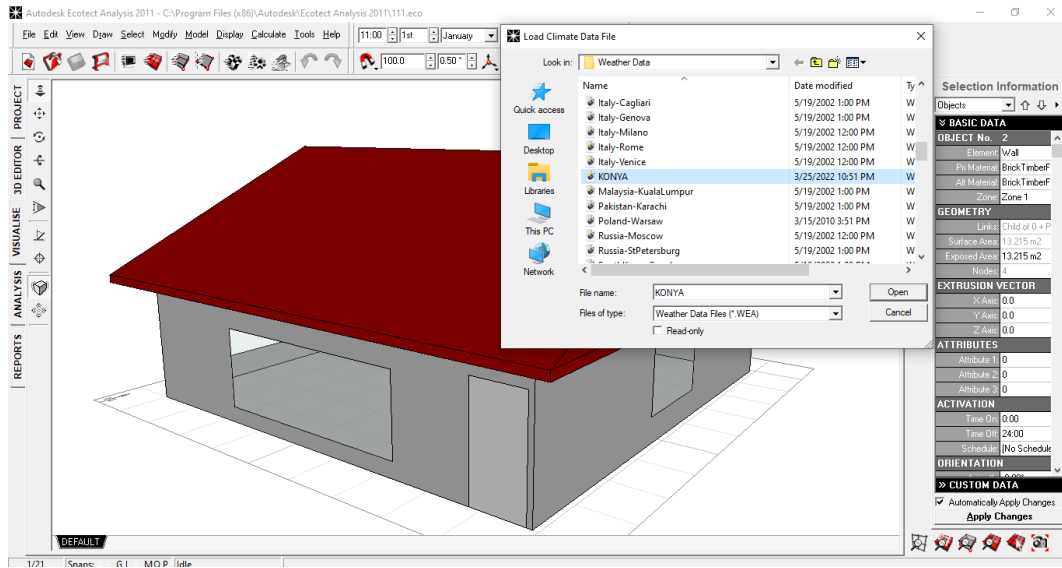 Autodesk Ecotect Analysis 2011 - C:\Program Files (x86)\Autodesk\Ecotect Analysis 2011\111.eco
File Edit View Draw Select Modify Model Display Calculate Tools Help
11:00 1st January
100.0 0.50°
PROJECT
3D EDITOR
VISUALISE
ANALYSIS
REPORTS
Load Climate Data File
Look in: Weather Data
Quick access
Desktop
Libraries
This PC
Network
Name Date modified Ty
Italy-Cagliari 5/19/2002 1:00 PM W
Italy-Genova 5/19/2002 1:00 PM W
Italy-Milano 5/19/2002 12:00 PM W
Italy-Rome 5/19/2002 12:00 PM W
Italy-Venice 5/19/2002 12:00 PM W
KONYA 3/25/2022 10:51 PM W
Malaysia-KualaLumpur 5/19/2002 1:00 PM W
Pakistan-Karachi 5/19/2002 1:00 PM W
Poland-Warsaw 3/15/2010 3:51 PM W
Russia-Moscow 5/19/2002 12:00 PM W
Russia-StPetersburg 5/19/2002 1:00 PM W
File name: KONYA Open
Files of type: Weather Data Files (*.WEA) Cancel
Read-only
Selection Information
Objects
BASIC DATA
OBJECT No. 2
Element: Wall
Pri Material: BrickTimberF
Alt Material: BrickTimberF
Zone: Zone 1
GEOMETRY
Links: Child of 0 + P
Surface Area: 13.215 m2
Exposed Area: 13.215 m2
Nodes: 4
EXTRUSION VECTOR
X Axis: 0.0
Y Axis: 0.0
Z Axis: 0.0
ATTRIBUTES
Attribute 1: 0
Attribute 2: 0
Attribute 3: 0
ACTIVATION
Time On: 0:00
Time Off: 24:00
Schedule: [No Schedule
ORIENTATION
CUSTOM DATA
Automatically Apply Changes
Apply Changes
DEFAULT
1/21 Snaps: G I M O P Idle